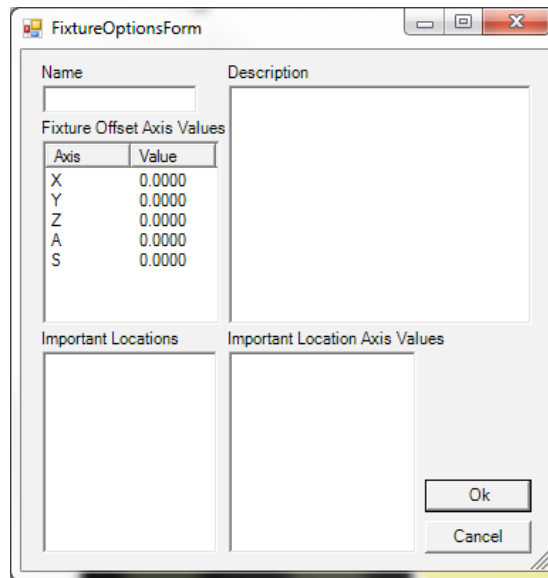 FixtureOptionsForm
Name Description
Fixture Offset Axis Values
Axis Value
X 0.0000
Y 0.0000
Z 0.0000
A 0.0000
S 0.0000
Important Locations Important Location Axis Values
Ok
Cancel